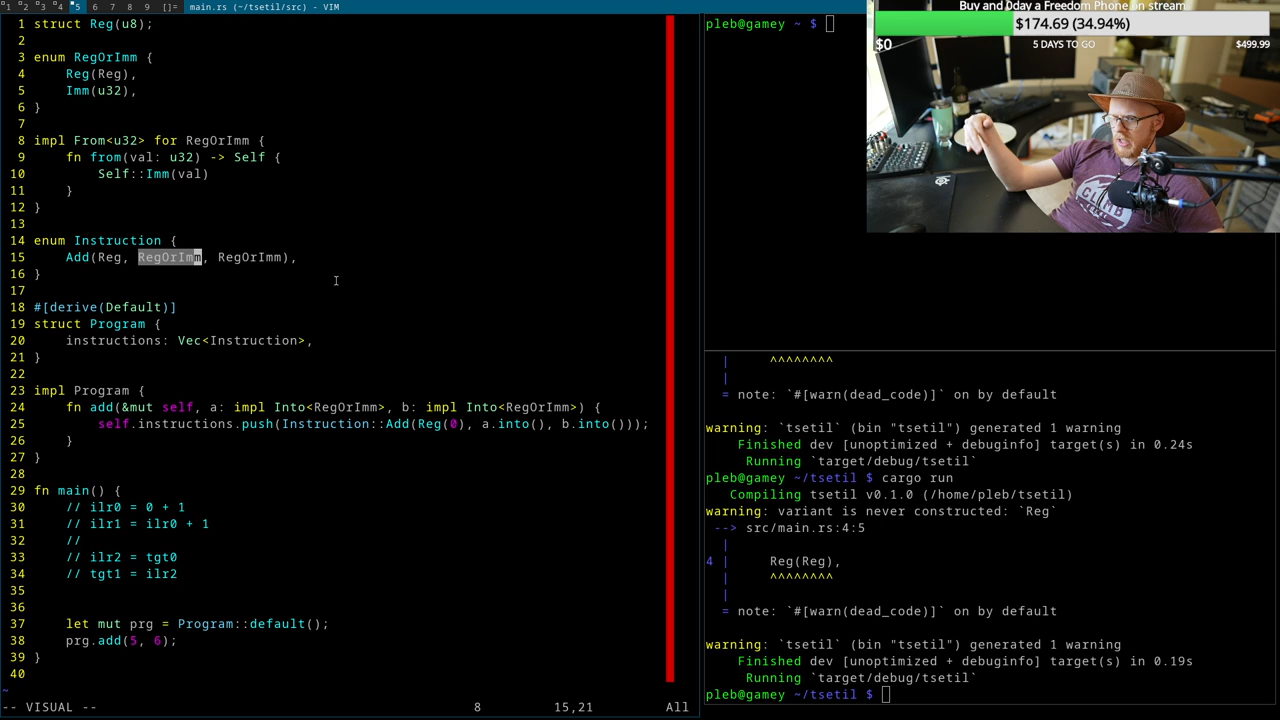 1 2 3 4 5 6 7 8 9 []= main.rs (~/tsetil/src) - VIM
1 struct Reg(u8);
2
3 enum RegOrImm {
4     Reg(Reg),
5     Imm(u32),
6 }
7
8 impl From<u32> for RegOrImm {
9     fn from(val: u32) -> Self {
10         Self::Imm(val)
11     }
12 }
13
14 enum Instruction {
15     Add(Reg, RegOrImm, RegOrImm),
16 }
17
18 #[derive(Default)]
19 struct Program {
20     instructions: Vec<Instruction>,
21 }
22
23 impl Program {
24     fn add(&mut self, a: impl Into<RegOrImm>, b: impl Into<RegOrImm>) {
25         self.instructions.push(Instruction::Add(Reg(0), a.into(), b.into()));
26     }
27 }
28
29 fn main() {
30     // ilr0 = 0 + 1
31     // ilr1 = ilr0 + 1
32     //
33     // ilr2 = tgt0
34     // tgt1 = ilr2
35
36
37     let mut prg = Program::default();
38     prg.add(5, 6);
39 }
40
~
-- VISUAL -- 8 15,21 All
pleb@gamey ~ $
Buy and Dday a Freedom Phone on stream
$174.69 (34.94%)
$0 5 DAYS TO GO $499.99
|     ^^^^^^^^
|
= note: `#[warn(dead_code)]` on by default
warning: `tsetil` (bin "tsetil") generated 1 warning
Finished dev [unoptimized + debuginfo] target(s) in 0.24s
Running `target/debug/tsetil`
pleb@gamey ~/tsetil $ cargo run
Compiling tsetil v0.1.0 (/home/pleb/tsetil)
warning: variant is never constructed: `Reg`
--> src/main.rs:4:5
|
4 |     Reg(Reg),
|     ^^^^^^^^
|
= note: `#[warn(dead_code)]` on by default
warning: `tsetil` (bin "tsetil") generated 1 warning
Finished dev [unoptimized + debuginfo] target(s) in 0.19s
Running `target/debug/tsetil`
pleb@gamey ~/tsetil $